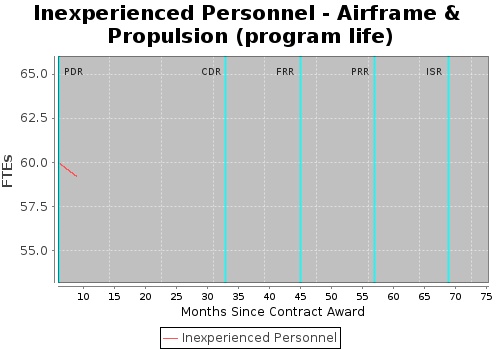 Inexperienced Personnel - Airframe &
Propulsion (program life)
FTEs
65.0
62.5
60.0
57.5
55.0
PDR CDR FRR PRR ISR
10 15 20 25 30 35 40 45 50 55 60 65 70 75
Months Since Contract Award
Inexperienced Personnel